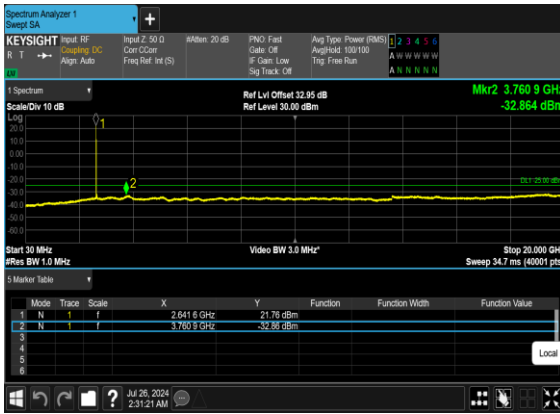 Spectrum Analyzer 1
Swept SA
KEYSIGHT
R T
LXI
Input: RF
Coupling: DC
Align: Auto
Input Z: 50 Ω
Corr CCorr
Freq Ref: Int (S)
#Atten: 20 dB
PNO: Fast
Gate: Off
IF Gain: Low
Sig Track: Off
Avg Type: Power (RMS)
Avg|Hold: 100/100
Trig: Free Run
1 2 3 4 5 6
A W W W W W
A N N N N N
1 Spectrum
Scale/Div 10 dB
Ref Lvl Offset 32.95 dB
Ref Level 30.00 dBm
Mkr2 3.760 9 GHz
-32.864 dBm
Log
20.0
10.0
0.00
-10.0
-20.0
-30.0
-40.0
-50.0
-60.0
1
2
DL1 -25.00 dBm
Start 30 MHz
#Res BW 1.0 MHz
Video BW 3.0 MHz*
Stop 20.000 GHz
Sweep 34.7 ms (40001 pts)
5 Marker Table
Mode Trace Scale X Y Function Function Width Function Value
1 N 1 f 2.641 6 GHz 21.76 dBm
2 N 1 f 3.760 9 GHz -32.86 dBm
3
4
5
6
Local
Jul 26, 2024
2:31:21 AM